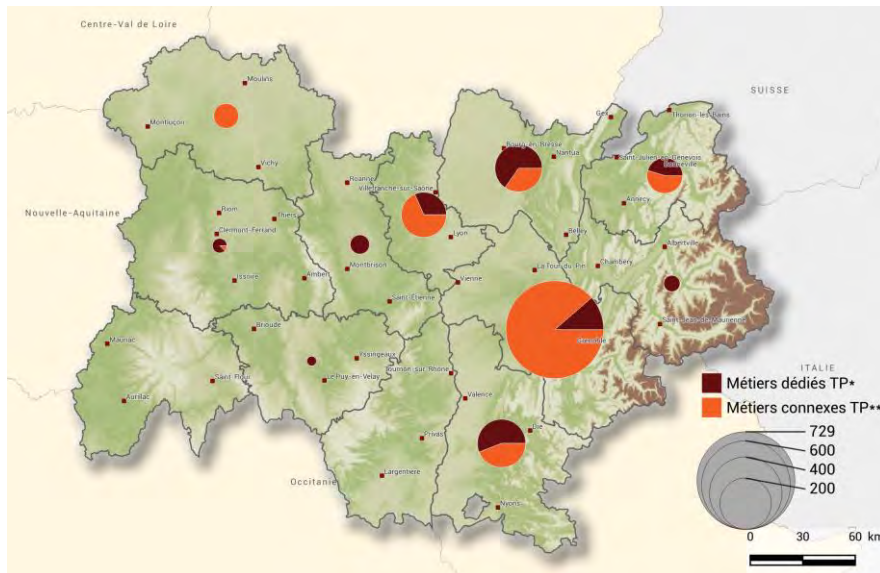 Centre-Val de Loire
Moulins
SUISSE
Montluçon
Gex
Thonon-les-Bains
Bourg-en-Bresse
Nantua
Saint-Julien-en-Genevois
Bonneville
Vichy
Roanne
Villefranche-sur-Saône
Nouvelle-Aquitaine
Riom
Thiers
Annecy
Clermont-Ferrand
Lyon
Belley
Albertville
Montbrison
La Tour du Pin
Chambéry
Issoire
Ambert
Vienne
Saint-Étienne
Saint-Jean-de-Maurienne
Brioude
Grenoble
Mauriac
Yssingeaux
ITALIE
Saint-Flour
Le Puy-en-Velay
Tournon-sur-Rhône
Métiers dédiés TP*
Aurillac
Valence
Métiers connexes TP**
Die
729
Privas
600
400
Largentière
200
Occitanie
Nyons
0 30 60 km